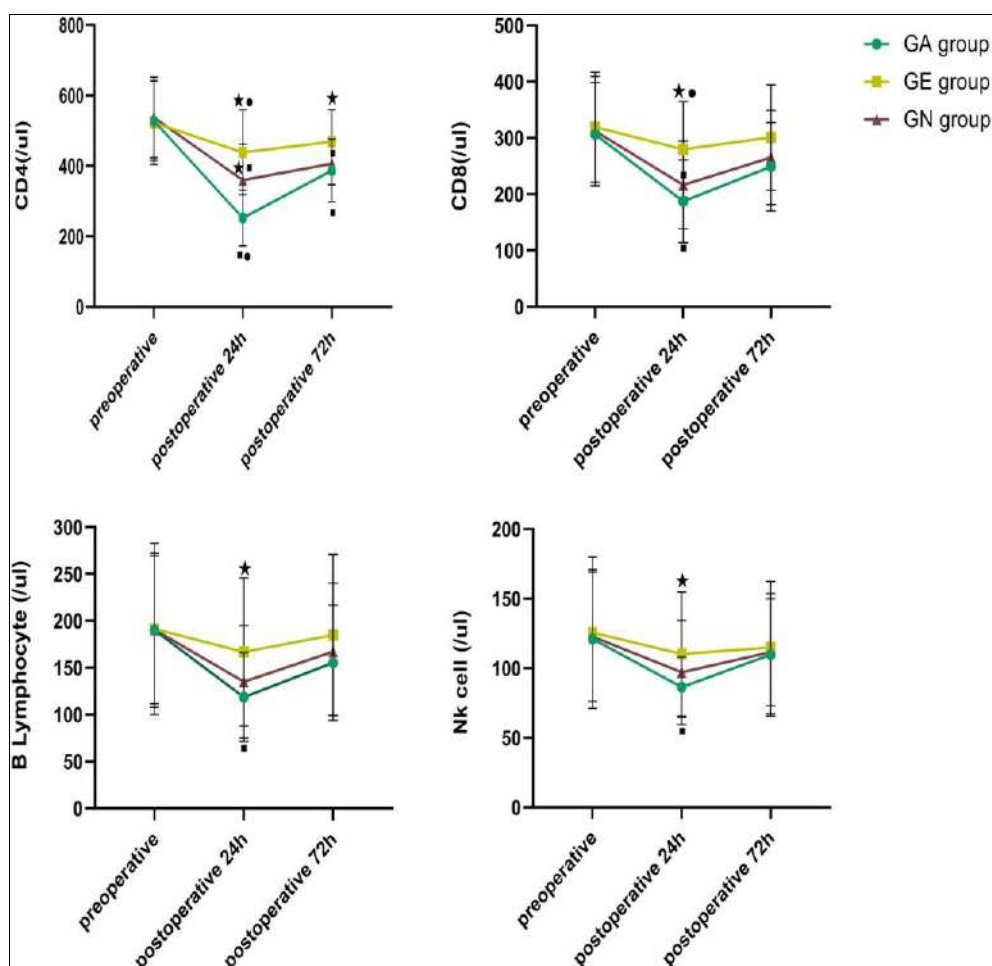 CD4(/ul)
800
600
400
200
0
preoperative
postoperative 24h
postoperative 72h
CD8(/ul)
500
400
300
200
100
0
preoperative
postoperative 24h
postoperative 72h
GA group
GE group
GN group
B Lymphocyte (/ul)
300
250
200
150
100
50
0
preoperative
postoperative 24h
postoperative 72h
Nk cell (/ul)
200
150
100
50
0
preoperative
postoperative 24h
postoperative 72h